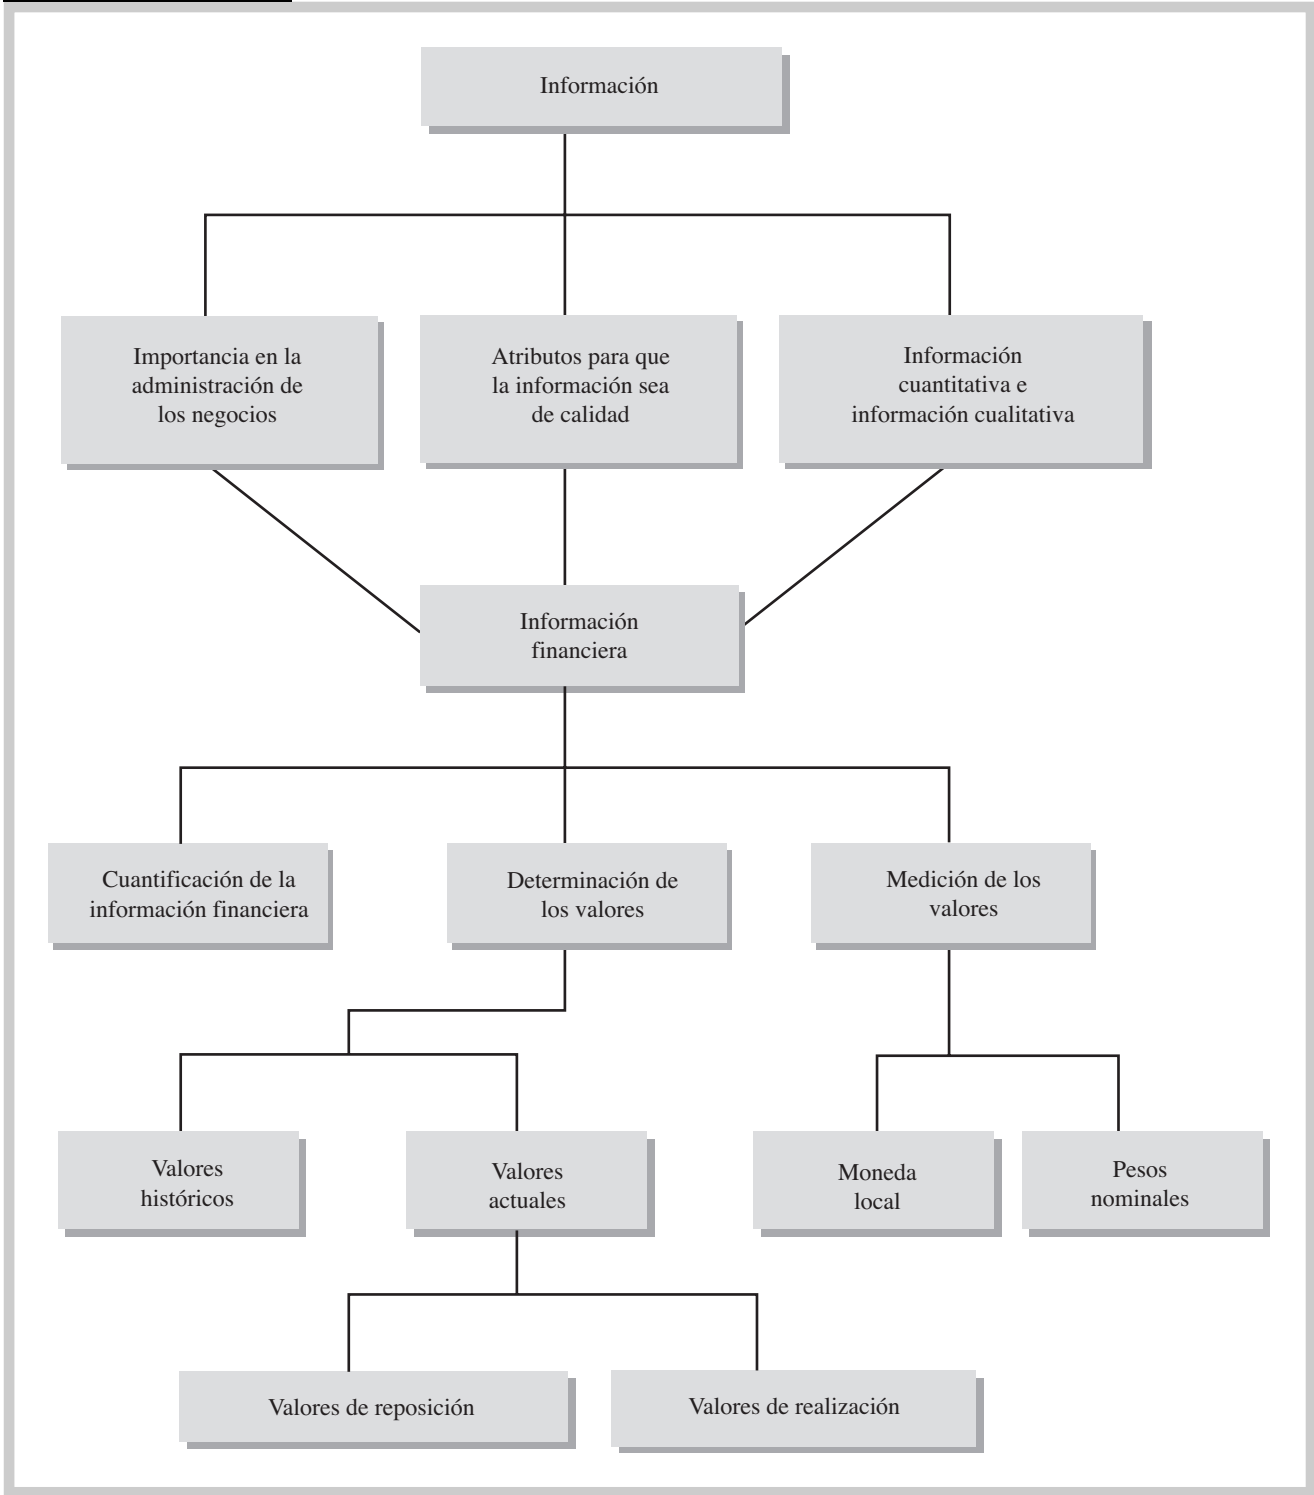 Información
Importancia en la
administración de
los negocios
Atributos para que
la información sea
de calidad
Información
cuantitativa e
información cualitativa
Información
financiera
Cuantificación de la
información financiera
Determinación de
los valores
Medición de los
valores
Valores
históricos
Valores
actuales
Moneda
local
Pesos
nominales
Valores de reposición
Valores de realización